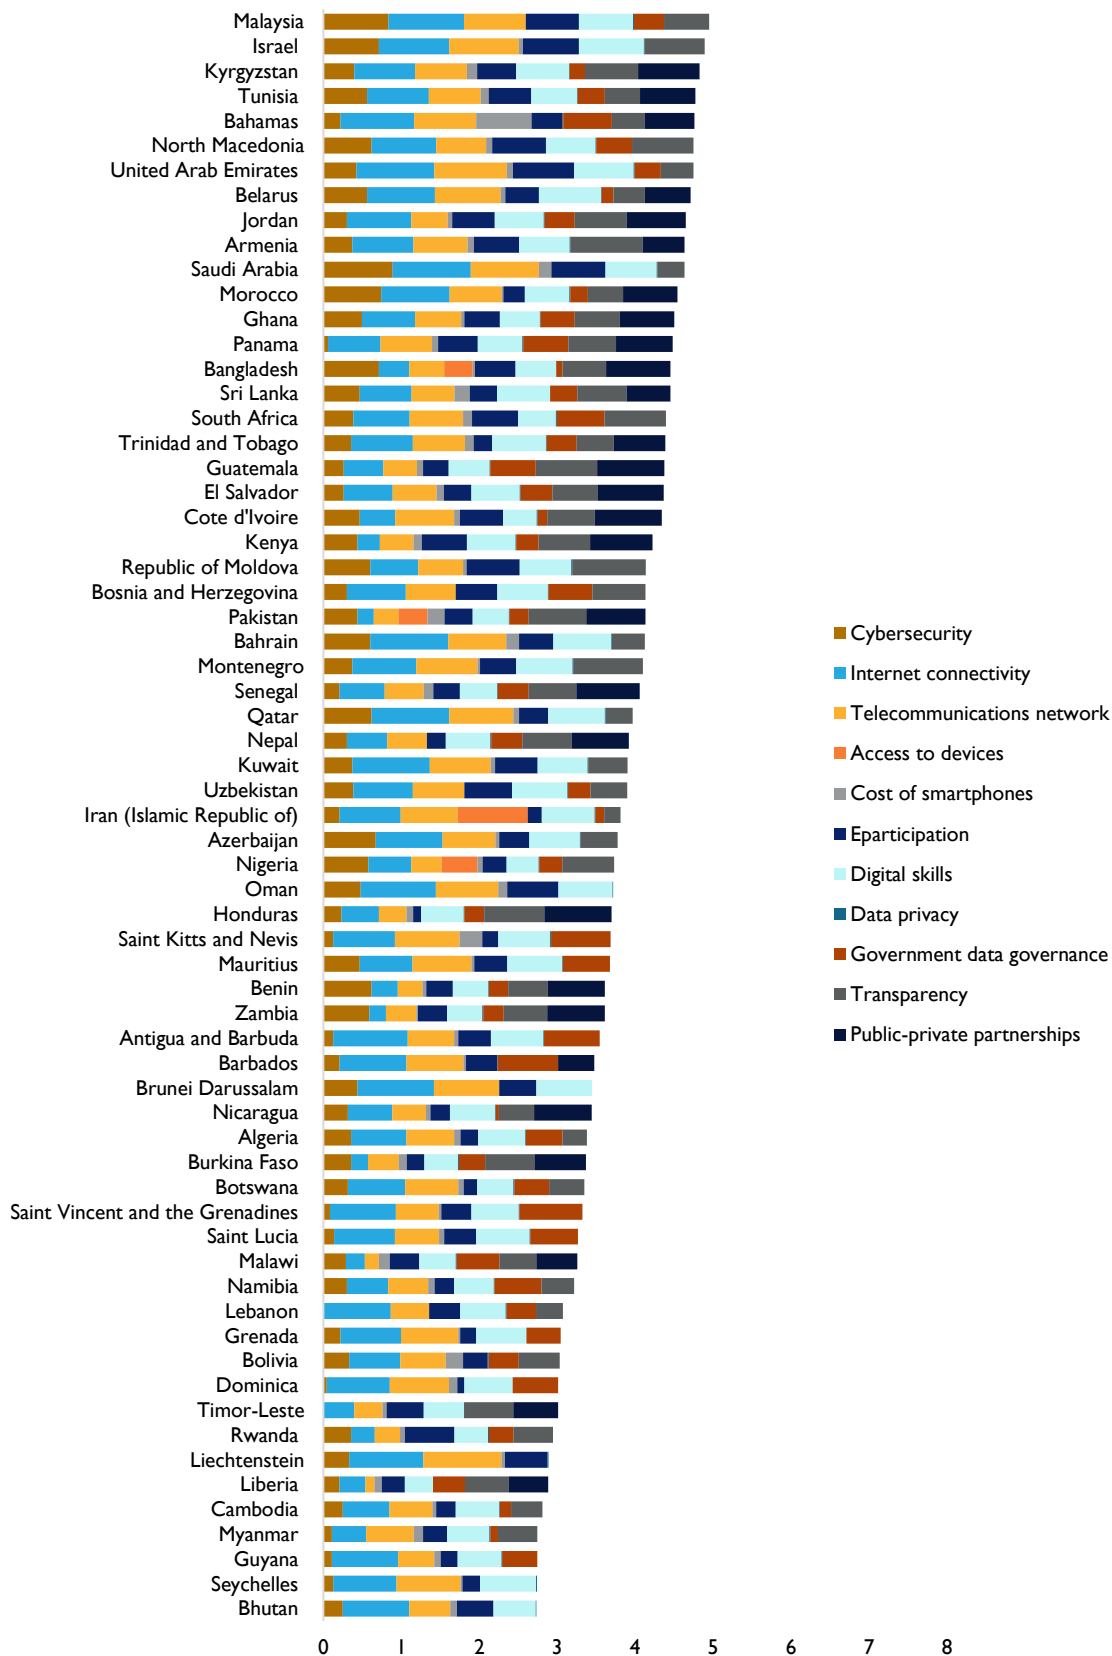 Malaysia
Israel
Kyrgyzstan
Tunisia
Bahamas
North Macedonia
United Arab Emirates
Belarus
Jordan
Armenia
Saudi Arabia
Morocco
Ghana
Panama
Bangladesh
Sri Lanka
South Africa
Trinidad and Tobago
Guatemala
El Salvador
Cote d'Ivoire
Kenya
Republic of Moldova
Bosnia and Herzegovina
Pakistan
Bahrain
Montenegro
Senegal
Qatar
Nepal
Kuwait
Uzbekistan
Iran (Islamic Republic of)
Azerbaijan
Nigeria
Oman
Honduras
Saint Kitts and Nevis
Mauritius
Benin
Zambia
Antigua and Barbuda
Barbados
Brunei Darussalam
Nicaragua
Algeria
Burkina Faso
Botswana
Saint Vincent and the Grenadines
Saint Lucia
Malawi
Namibia
Lebanon
Grenada
Bolivia
Dominica
Timor-Leste
Rwanda
Liechtenstein
Liberia
Cambodia
Myanmar
Guyana
Seychelles
Bhutan
0 1 2 3 4 5 6 7 8
Cybersecurity
Internet connectivity
Telecommunications network
Access to devices
Cost of smartphones
Eparticipation
Digital skills
Data privacy
Government data governance
Transparency
Public-private partnerships